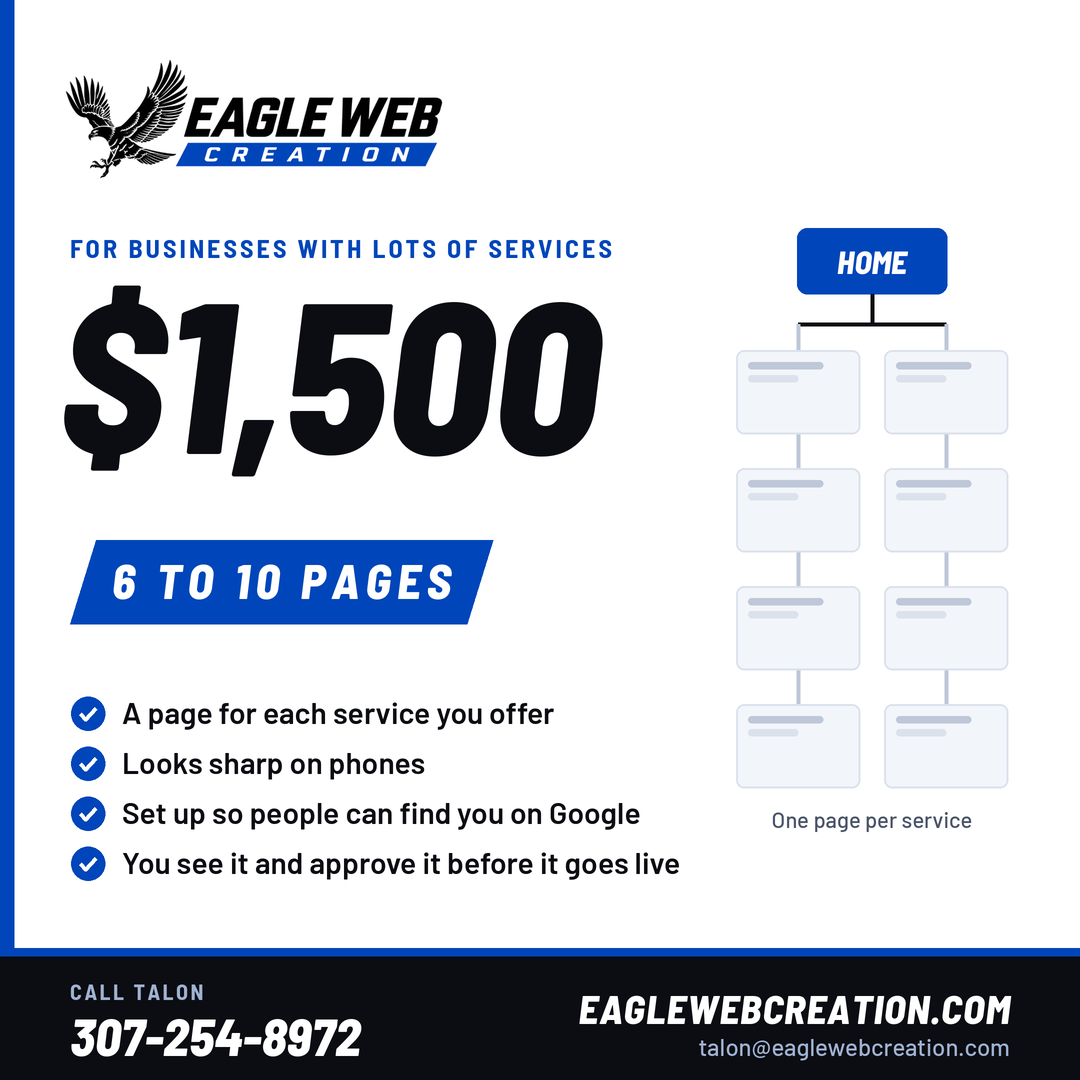 EAGLE WEB
CREATION
FOR BUSINESSES WITH LOTS OF SERVICES
$1,500
6 TO 10 PAGES
A page for each service you offer
Looks sharp on phones
Set up so people can find you on Google
You see it and approve it before it goes live
HOME
One page per service
CALL TALON
307-254-8972
EAGLEWEBCREATION.COM
talon@eaglewebcreation.com